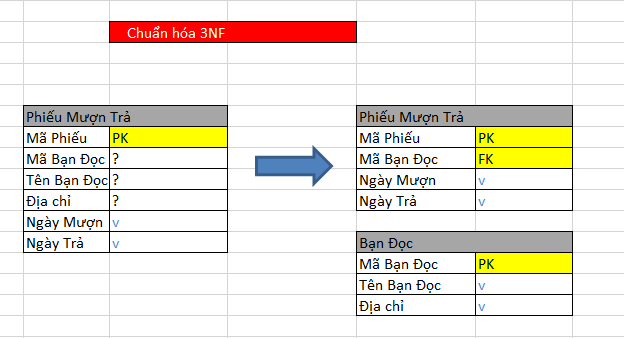 Chuẩn hóa 3NF
Phiếu Mượn Trả
Mã Phiếu PK
Mã Bạn Đọc ?
Tên Bạn Đọc ?
Địa chỉ ?
Ngày Mượn v
Ngày Trả v
Phiếu Mượn Trả
Mã Phiếu PK
Mã Bạn Đọc FK
Ngày Mượn v
Ngày Trả v
Bạn Đọc
Mã Bạn Đọc PK
Tên Bạn Đọc v
Địa chỉ v